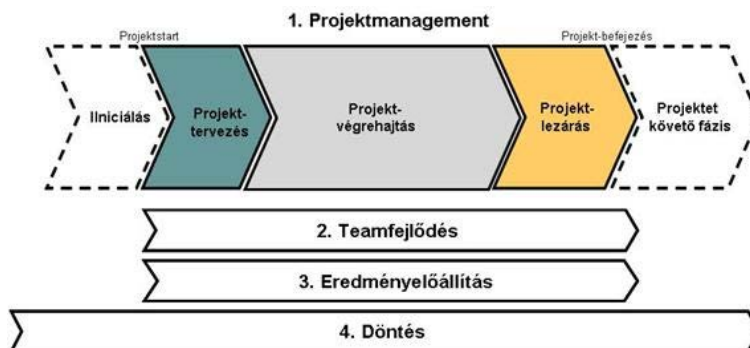 1. Projektmanagement
Projektstart
Projekt-befejezés
IIniciálás
Projekt-
tervezés
Projekt-
végrehajtás
Projekt-
lezárás
Projektet
követő fázis
2. Teamfejlődés
3. Eredményelőállítás
4. Döntés